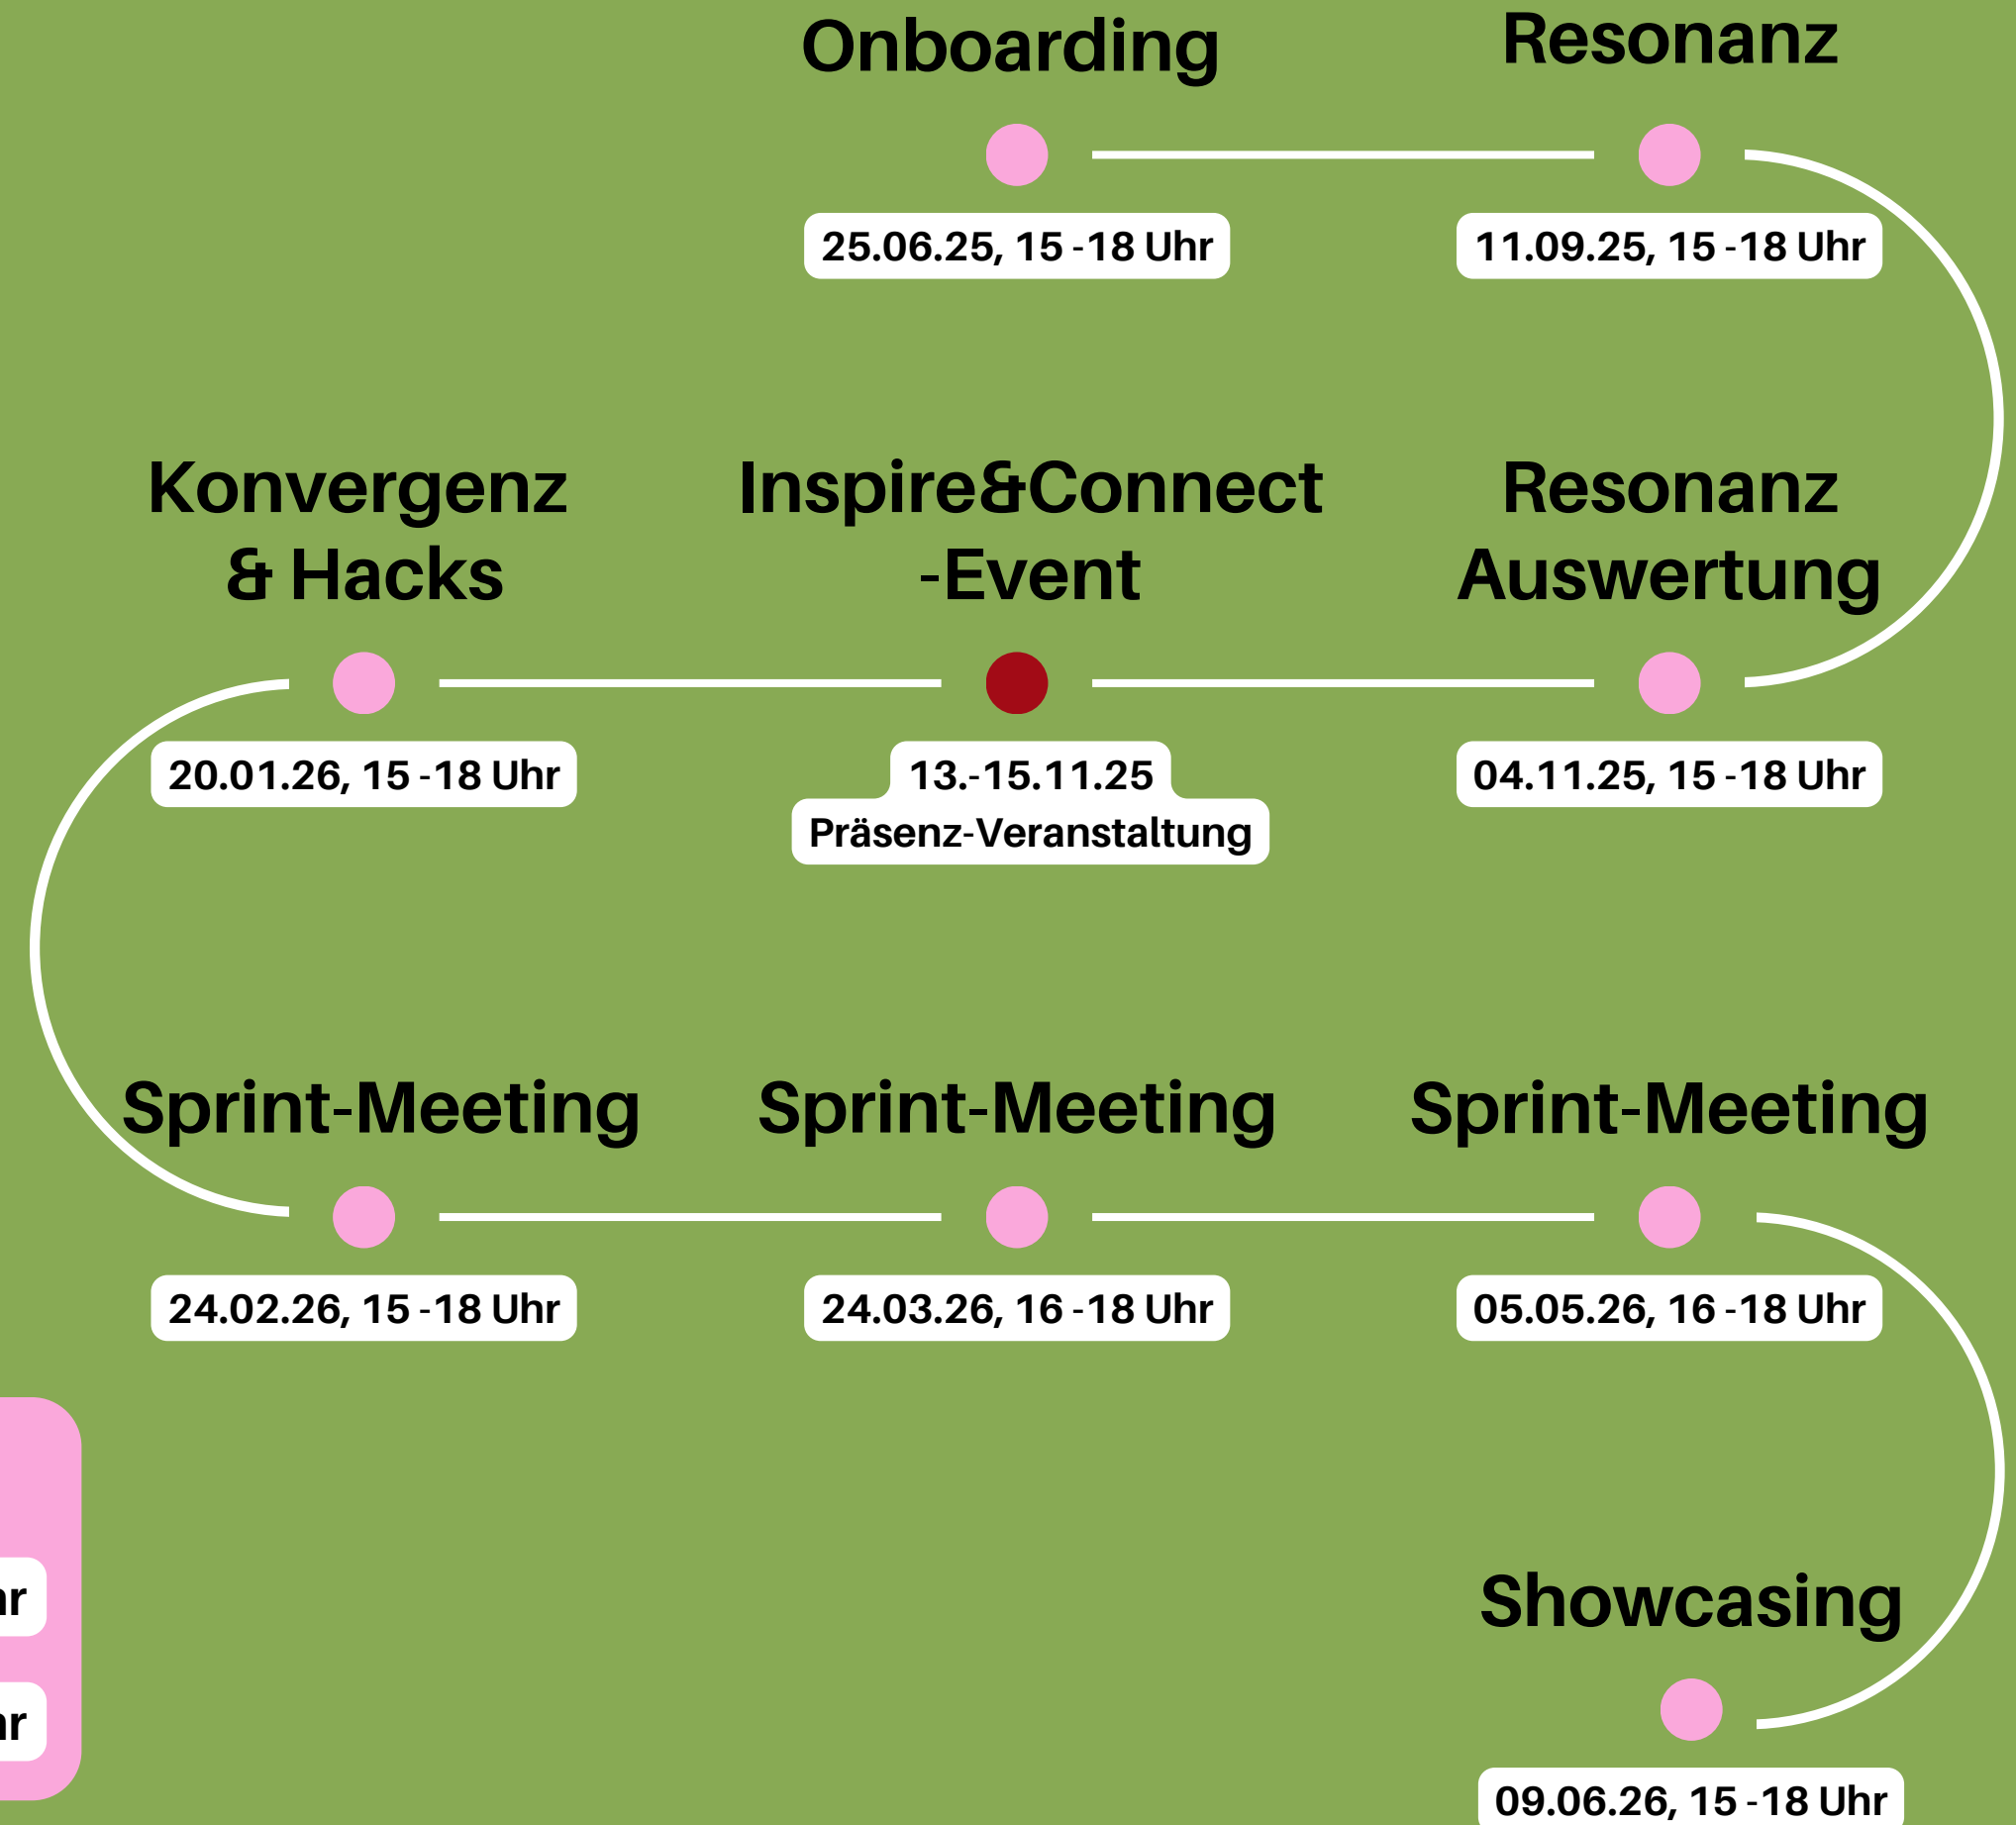 Onboarding
25.06.25, 15 -18 Uhr
Resonanz
11.09.25, 15 -18 Uhr
Resonanz
Auswertung
04.11.25, 15 -18 Uhr
Inspire&Connect
-Event
13.-15.11.25
Präsenz-Veranstaltung
Konvergenz
& Hacks
20.01.26, 15 -18 Uhr
Sprint-Meeting
24.02.26, 15 -18 Uhr
Sprint-Meeting
24.03.26, 16 -18 Uhr
Sprint-Meeting
05.05.26, 16 -18 Uhr
Showcasing
09.06.26, 15 -18 Uhr